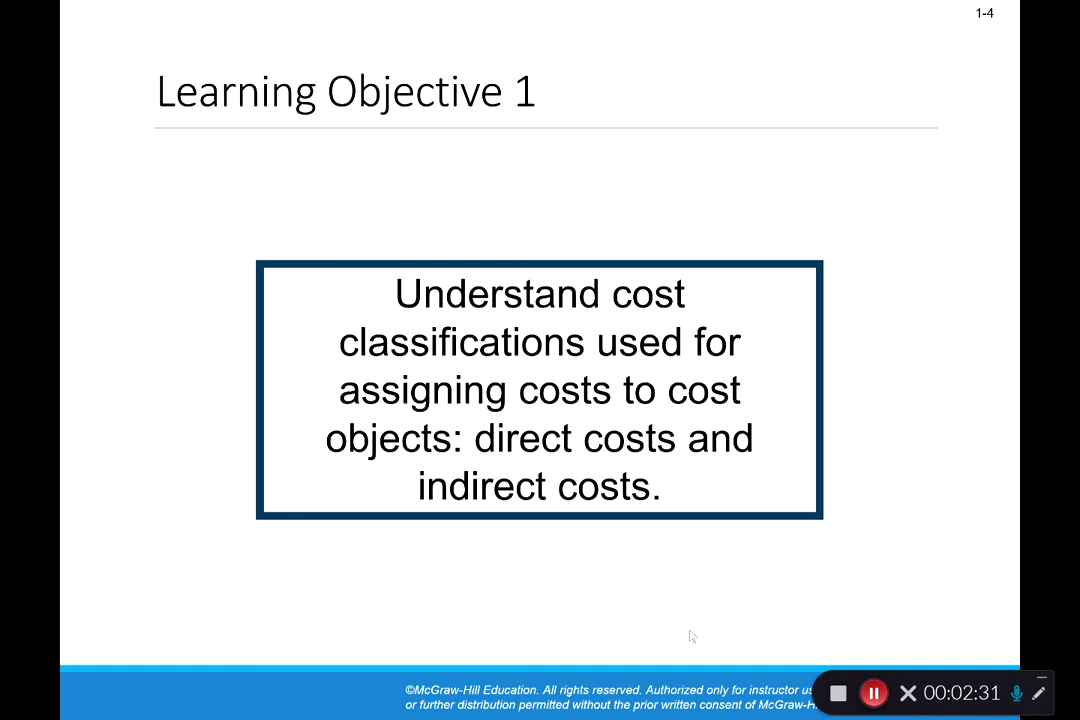 1-4
Learning Objective 1
Understand cost
classifications used for
assigning costs to cost
objects: direct costs and
indirect costs.
©McGraw-Hill Education. All rights reserved. Authorized only for instructor
or further distribution permitted without the prior written consent of
00:02:31